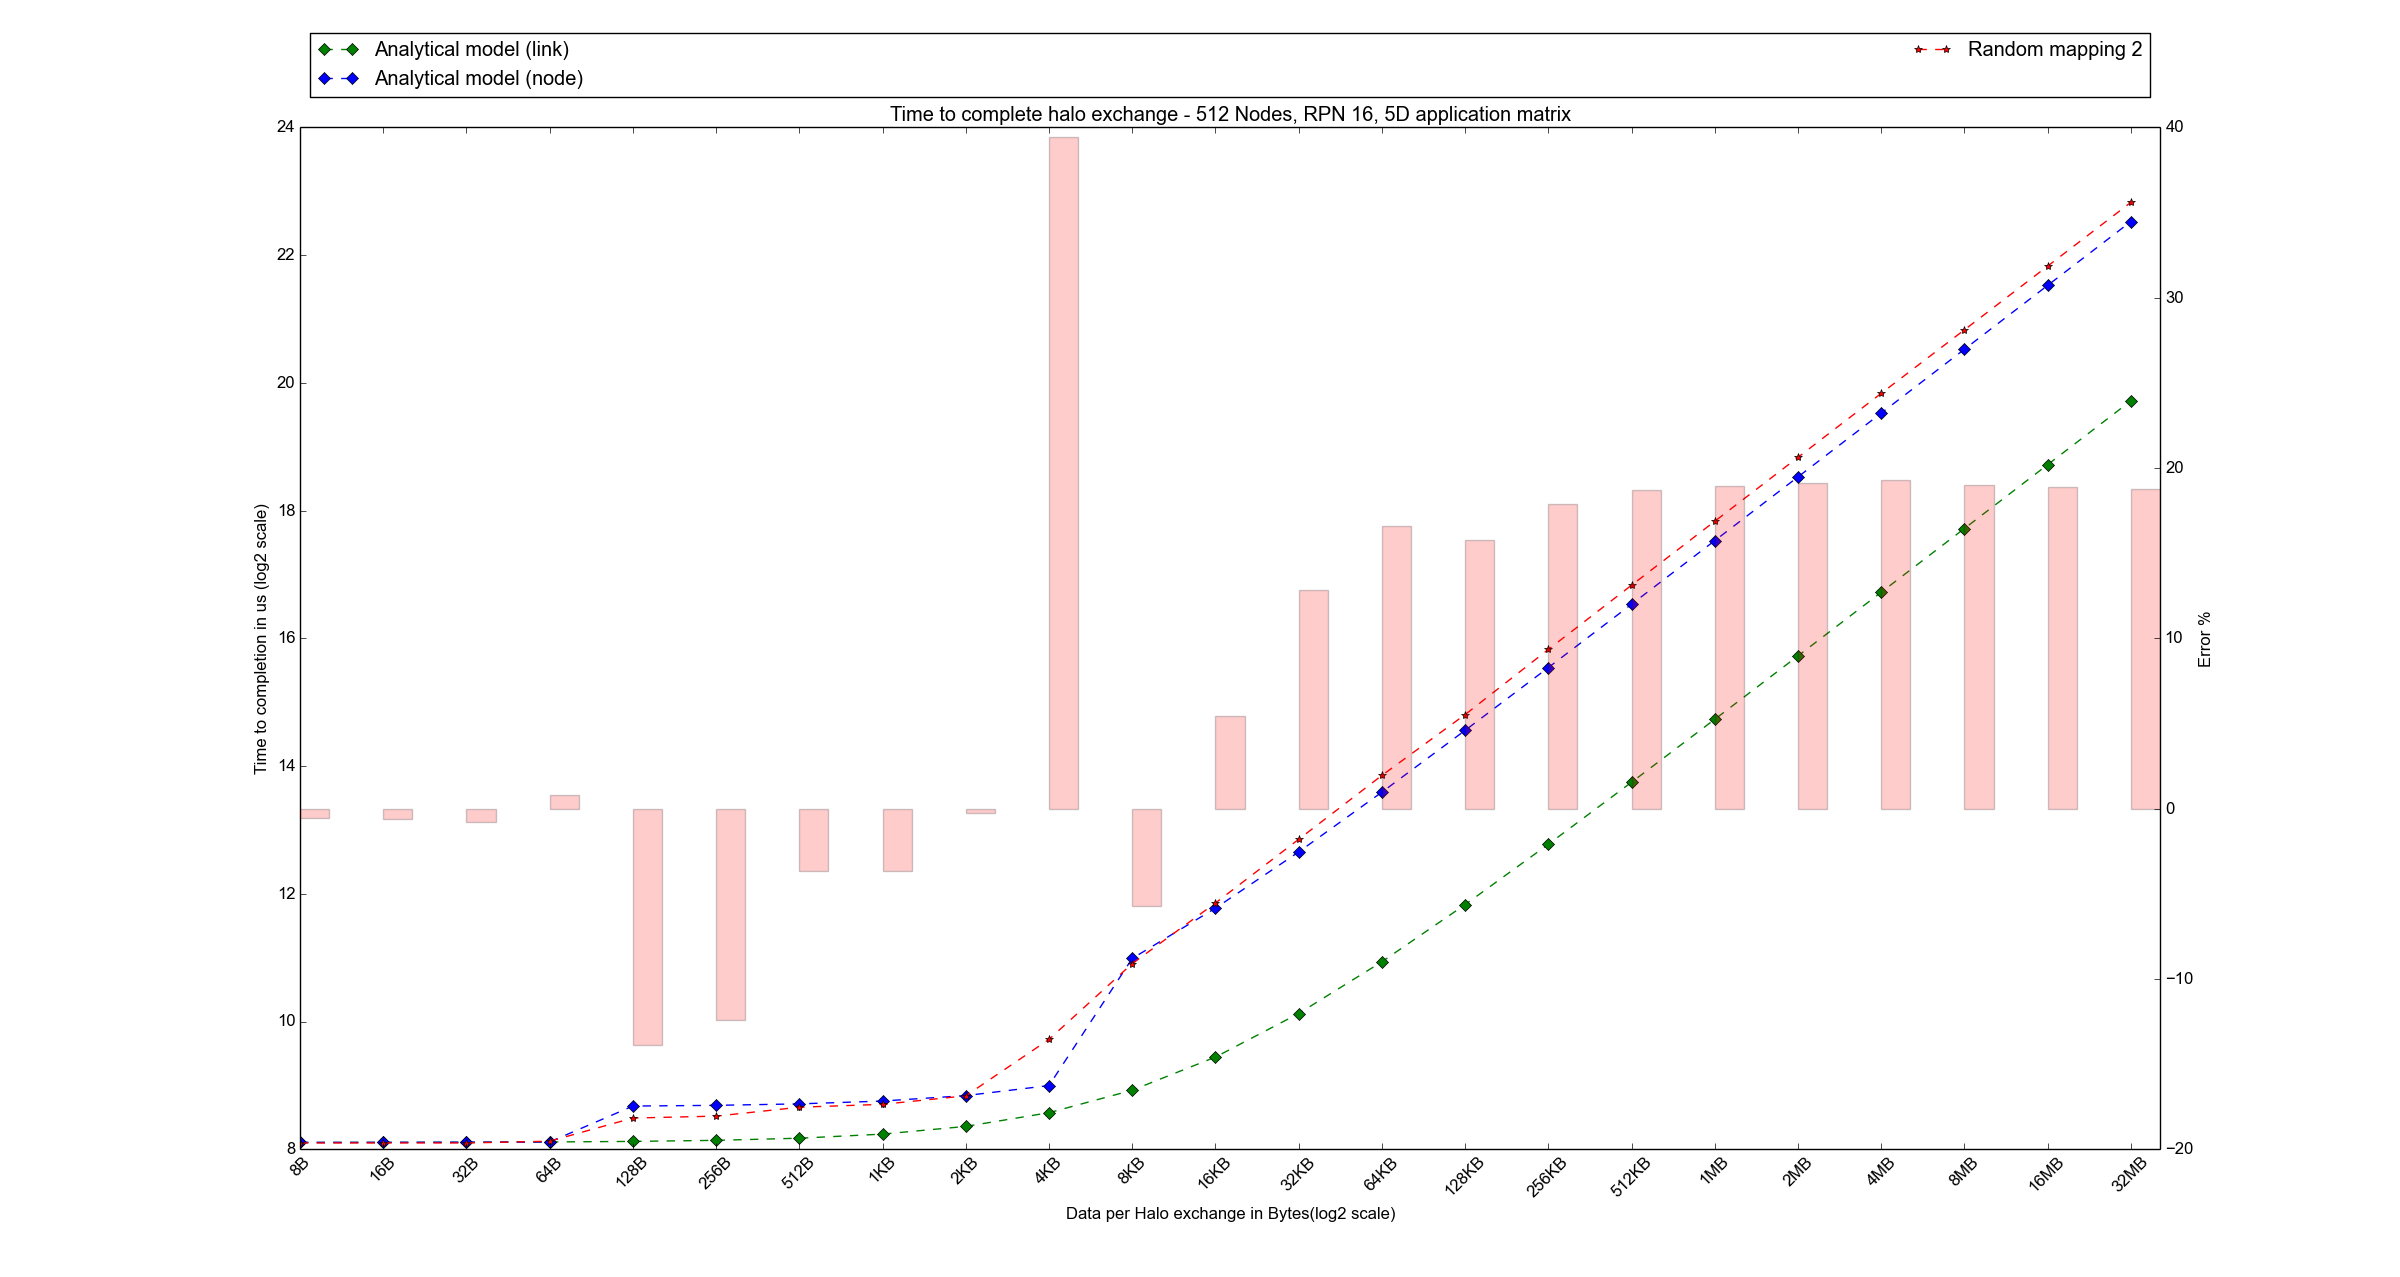 Analytical model (link)
Analytical model (node)
Random mapping 2
Time to complete halo exchange - 512 Nodes, RPN 16, 5D application matrix
24
22
20
18
16
14
12
10
8
Time to completion in us (log2 scale)
40
30
20
10
0
−10
−20
Error %
8B
16B
32B
64B
128B
256B
512B
1KB
2KB
4KB
8KB
16KB
32KB
64KB
128KB
256KB
512KB
1MB
2MB
4MB
8MB
16MB
32MB
Data per Halo exchange in Bytes(log2 scale)